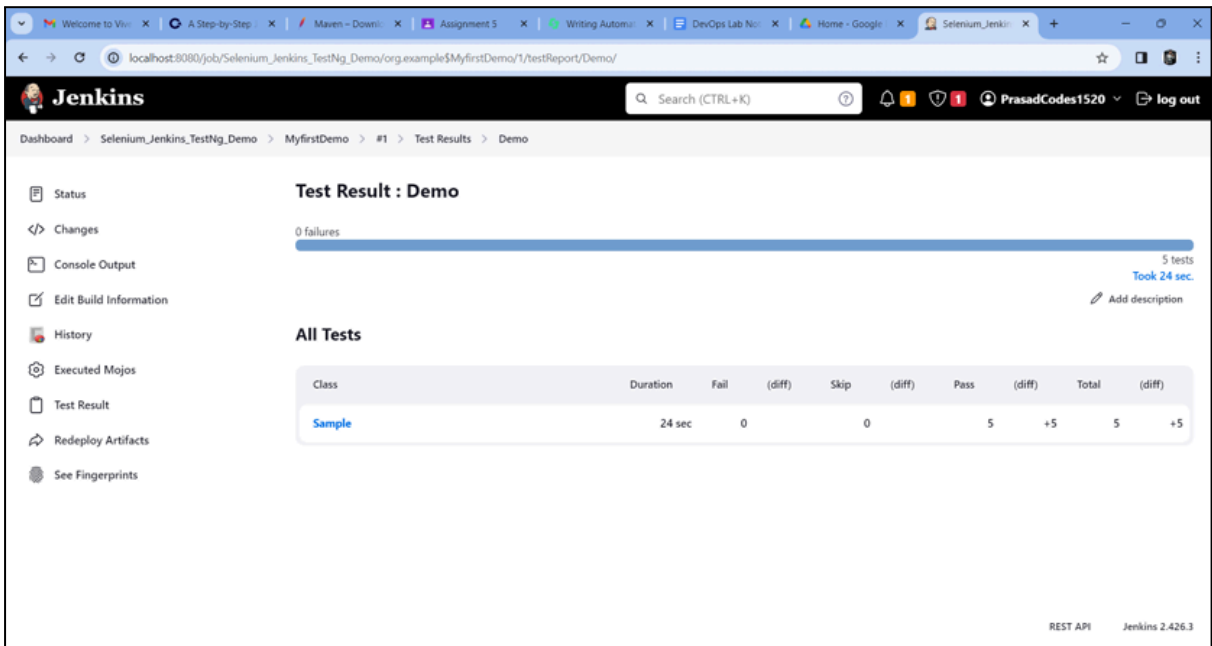 Welcome to Viv
A Step-by-Step
Maven – Downlo
Assignment 5
Writing Automa
DevOps Lab Not
Home - Google
Selenium_Jenkin
localhost:8080/job/Selenium_Jenkins_TestNg_Demo/org.example$MyfirstDemo/1/testReport/Demo/
Jenkins
Search (CTRL+K)
1
1
PrasadCodes1520
log out
Dashboard > Selenium_Jenkins_TestNg_Demo > MyfirstDemo > #1 > Test Results > Demo
Status
Changes
Console Output
Edit Build Information
History
Executed Mojos
Test Result
Redeploy Artifacts
See Fingerprints
Test Result : Demo
0 failures
5 tests
Took 24 sec.
Add description
All Tests
Class Duration Fail (diff) Skip (diff) Pass (diff) Total (diff)
Sample 24 sec 0 0 5 +5 5 +5
REST API Jenkins 2.426.3